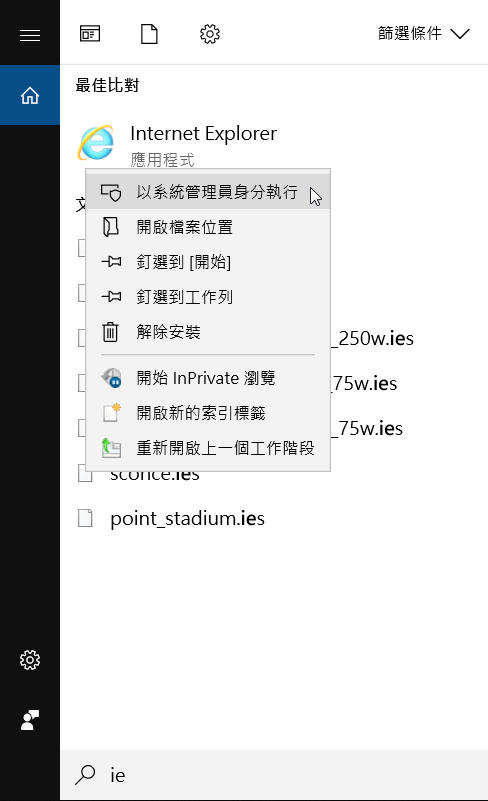 篩選條件
最佳比對
Internet Explorer
應用程式
以系統管理員身分執行
開啟檔案位置
釘選到 [開始]
釘選到工作列
解除安裝
_250w.ies
開始 InPrivate 瀏覽
_75w.ies
開啟新的索引標籤
_75w.ies
重新開啟上一個工作階段
sconce.ies
point_stadium.ies
ie